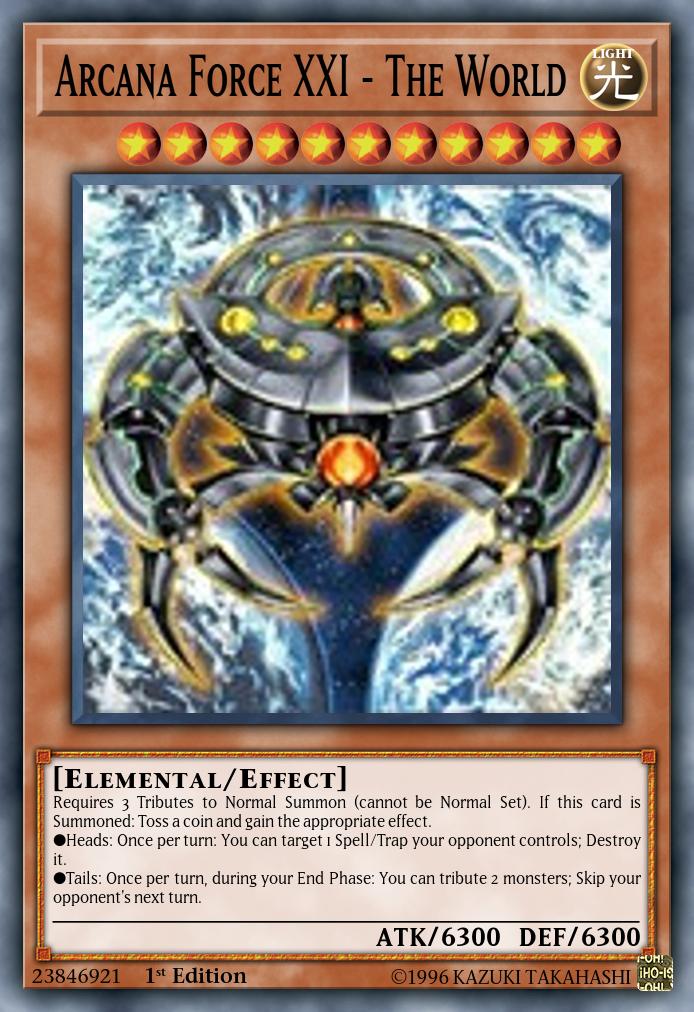 ARCANA FORCE XXI - THE WORLD
LIGHT
光
[ELEMENTAL/EFFECT]
Requires 3 Tributes to Normal Summon (cannot be Normal Set). If this card is
Summoned: Toss a coin and gain the appropriate effect.
●Heads: Once per turn: You can target 1 Spell/Trap your opponent controls; Destroy
it.
●Tails: Once per turn, during your End Phase: You can tribute 2 monsters; Skip your
opponent's next turn.
ATK/6300 DEF/6300
23846921 1st Edition ©1996 KAZUKI TAKAHASHI